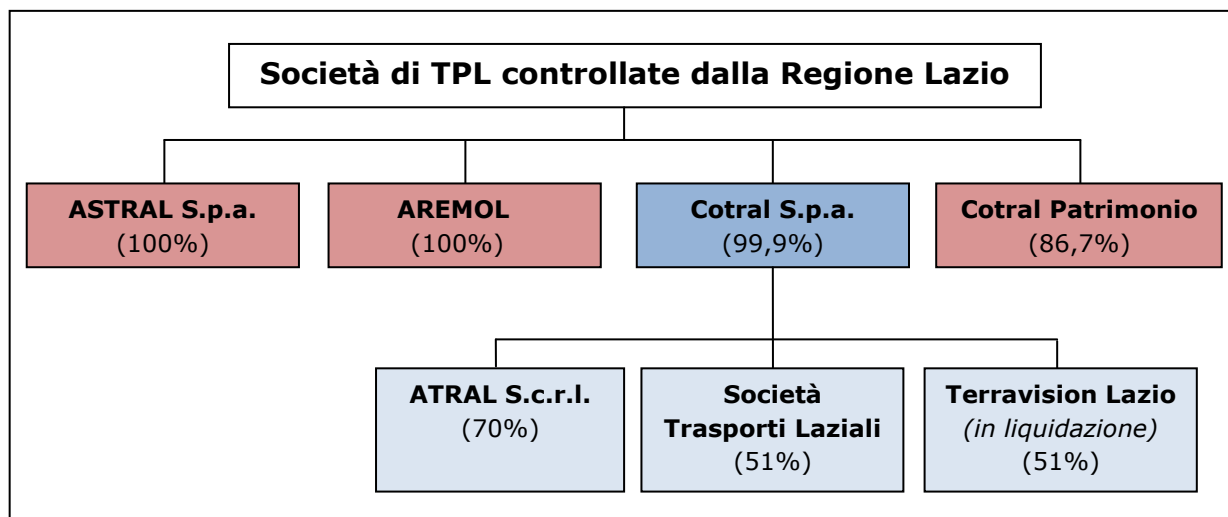 Società di TPL controllate dalla Regione Lazio
ASTRAL S.p.a.
(100%)
AREMOL
(100%)
Cotral S.p.a.
(99,9%)
Cotral Patrimonio
(86,7%)
ATRAL S.c.r.l.
(70%)
Società
Trasporti Laziali
(51%)
Terravision Lazio
(in liquidazione)
(51%)